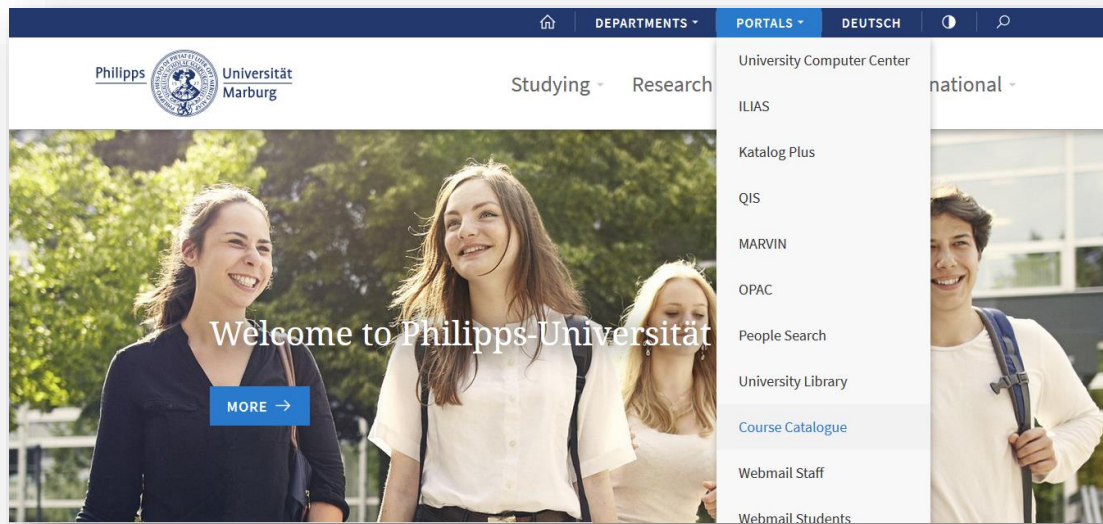 DEPARTMENTS
PORTALS
DEUTSCH
Philipps
Universität
Marburg
Studying
Research
national
University Computer Center
ILIAS
Katalog Plus
QIS
MARVIN
OPAC
People Search
University Library
Course Catalogue
Webmail Staff
Webmail Students
Welcome to Philipps-Universität
MORE →